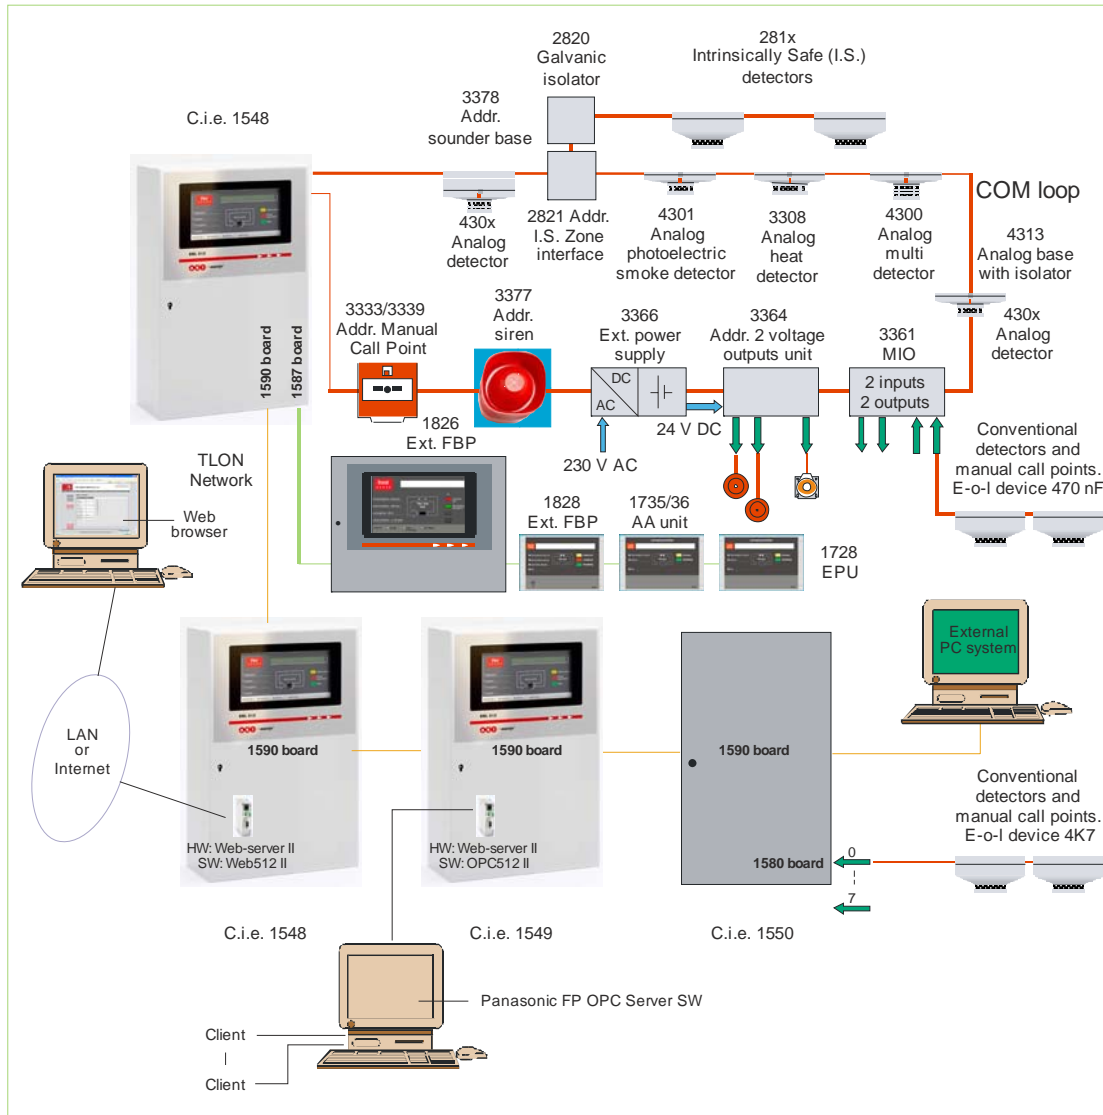 2820
Galvanic
isolator
281x
Intrinsically Safe (I.S.)
detectors
3378
Addr.
sounder base
C.i.e. 1548
COM loop
430x
Analog
detector
2821 Addr.
I.S. Zone
interface
4301
Analog
photoelectric
smoke detector
3308
Analog
heat
detector
4300
Analog
multi
detector
4313
Analog base
with isolator
430x
Analog
detector
3333/3339
Addr. Manual
Call Point
3377
Addr.
siren
3366
Ext. power
supply
3364
Addr. 2 voltage
outputs unit
3361
MIO
1590 board
1587 board
DC
AC
2 inputs
2 outputs
24 V DC
230 V AC
1826
Ext. FBP
Conventional
detectors and
manual call points.
E-o-l device 470 nF
TLON
Network
Web
browser
1828
Ext. FBP
1735/36
AA unit
1728
EPU
External
PC system
LAN
or
Internet
1590 board
1590 board
1590 board
HW: Web-server II
SW: Web512 II
HW: Web-server II
SW: OPC512 II
1580 board
0
7
Conventional
detectors and
manual call points.
E-o-l device 4K7
C.i.e. 1548
C.i.e. 1549
C.i.e. 1550
Panasonic FP OPC Server SW
Client
Client